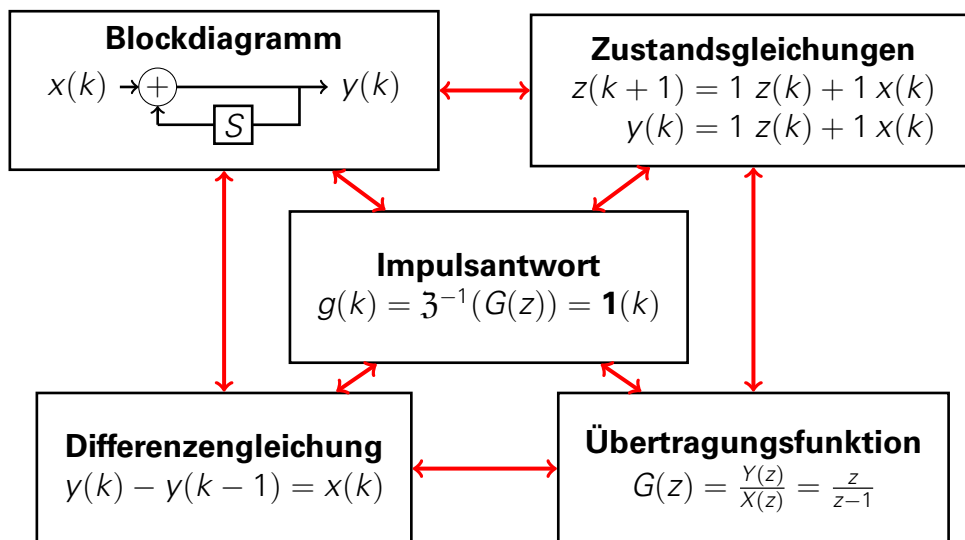 Blockdiagramm
x(k) + y(k)
S
Zustandsgleichungen
z(k + 1) = 1 z(k) + 1 x(k)
y(k) = 1 z(k) + 1 x(k)
Impulsantwort
g(k) = ℨ⁻¹(G(z)) = 𝟏(k)
Differenzengleichung
y(k) − y(k − 1) = x(k)
Übertragungsfunktion
G(z) = Y(z)/X(z) = z/(z−1)